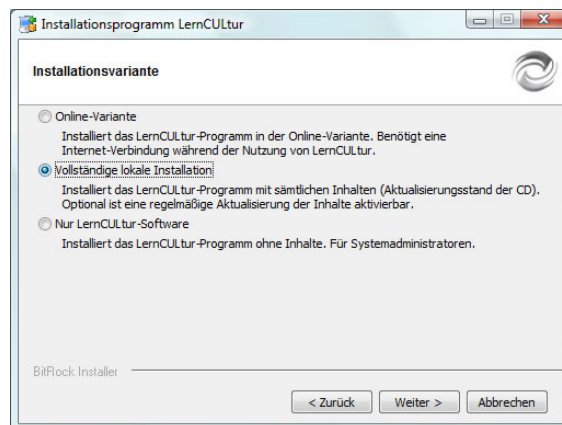 Installationsprogramm LernCULtur
Installationsvariante
Online-Variante
Installiert das LernCULtur-Programm in der Online-Variante. Benötigt eine
Internet-Verbindung während der Nutzung von LernCULtur.
Vollständige lokale Installation
Installiert das LernCULtur-Programm mit sämtlichen Inhalten (Aktualisierungsstand der CD).
Optional ist eine regelmäßige Aktualisierung der Inhalte aktivierbar.
Nur LernCULtur-Software
Installiert das LernCULtur-Programm ohne Inhalte. Für Systemadministratoren.
BitRock Installer
< Zurück
Weiter >
Abbrechen